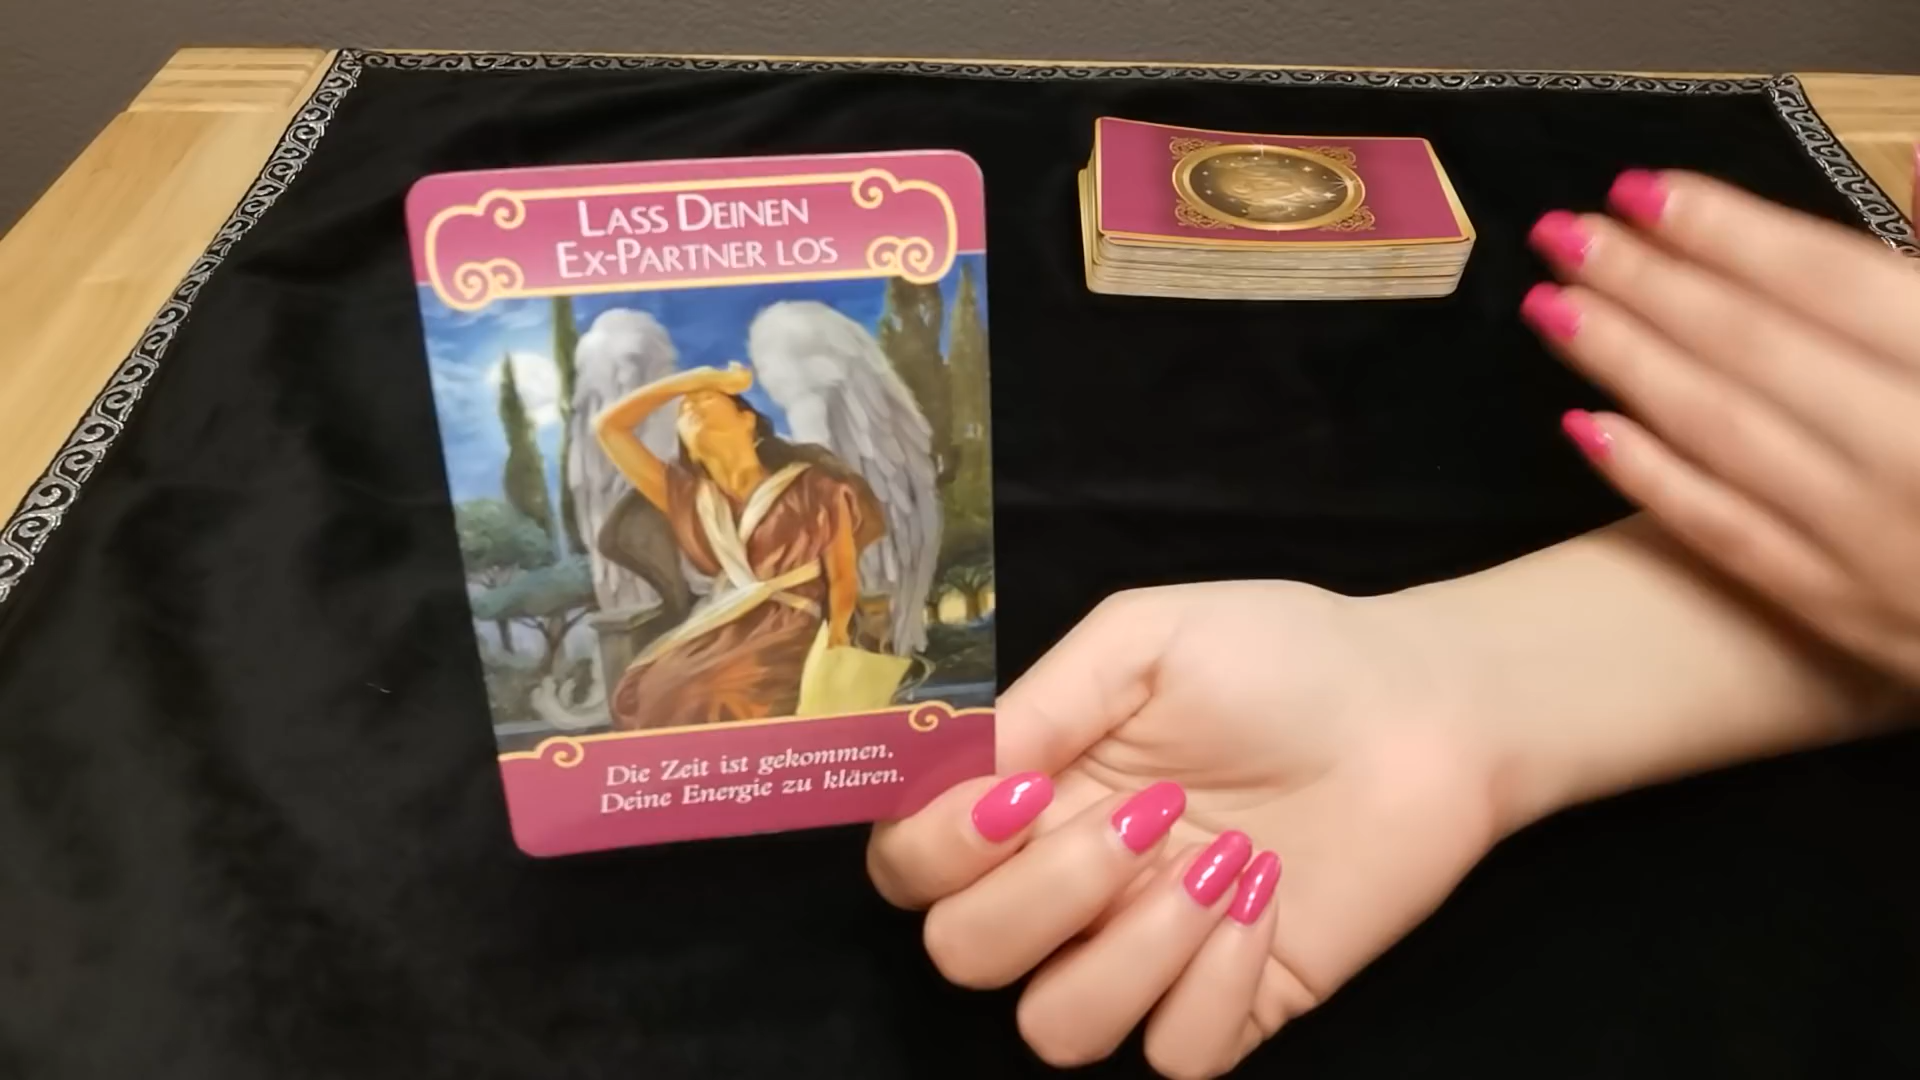 LASS DEINEN
EX-PARTNER LOS
Die Zeit ist gekommen,
Deine Energie zu klären.